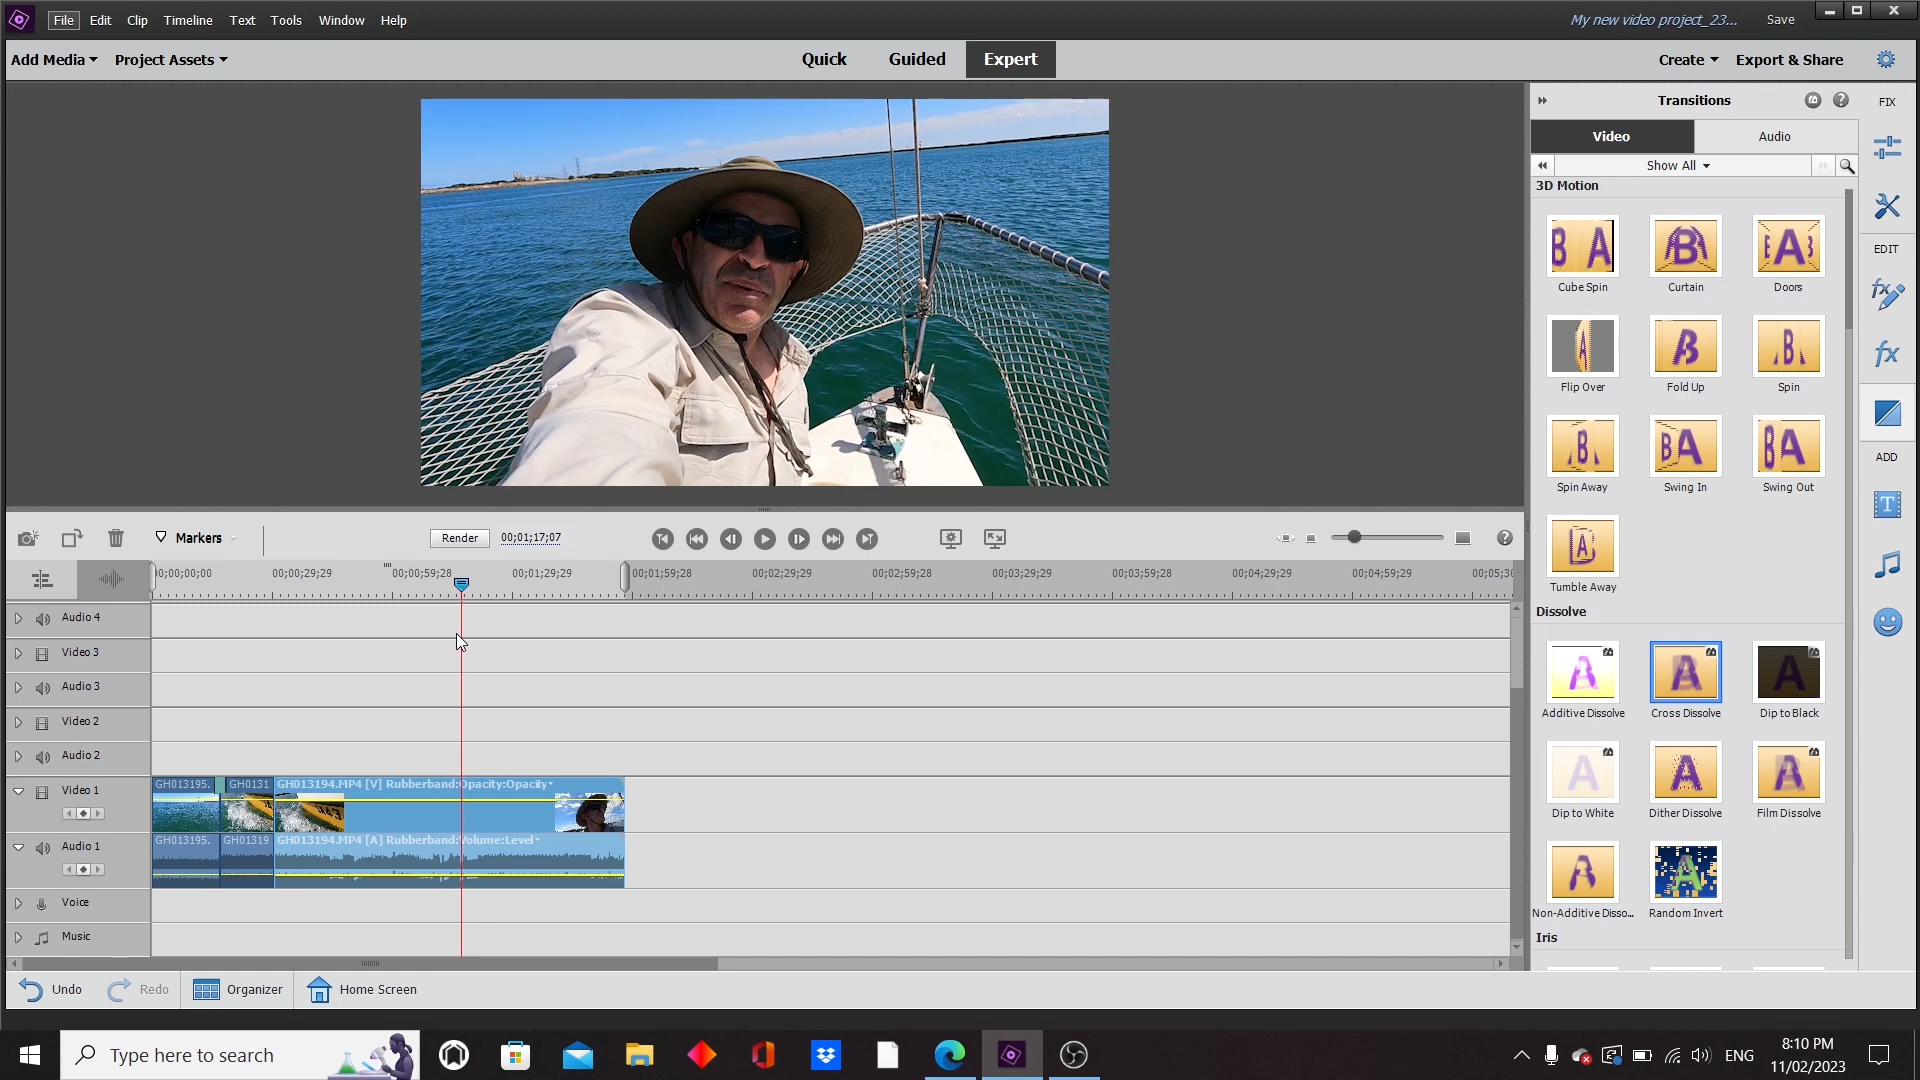 File Edit Clip Timeline Text Tools Window Help
My new video project_23... Save
Add Media Project Assets
Quick Guided Expert
Create Export & Share
Transitions
FIX
Video Audio
Show All
3D Motion
Cube Spin Curtain Doors
EDIT
Flip Over Fold Up Spin
Spin Away Swing In Swing Out
ADD
Tumble Away
Dissolve
Additive Dissolve Cross Dissolve Dip to Black
Dip to White Dither Dissolve Film Dissolve
Non-Additive Disso... Random Invert
Iris
Markers
Render 00;01;17;07
00;00;29;29 00;00;59;28 00;01;29;29 00;01;59;28 00;02;29;29 00;02;59;28 00;03;29;29 00;03;59;28 00;04;29;29 00;04;59;28
Audio 4
Video 3
Audio 3
Video 2
Audio 2
Video 1
GH013195. GH0131 GH013194.MP4 [V] Rubberband:Opacity:Opacity
Audio 1
GH013195. GH01319 GH013194.MP4 [A] Rubberband:Volume:Level
Voice
Music
Undo Redo Organizer Home Screen
Type here to search
ENG
8:10 PM
11/02/2023